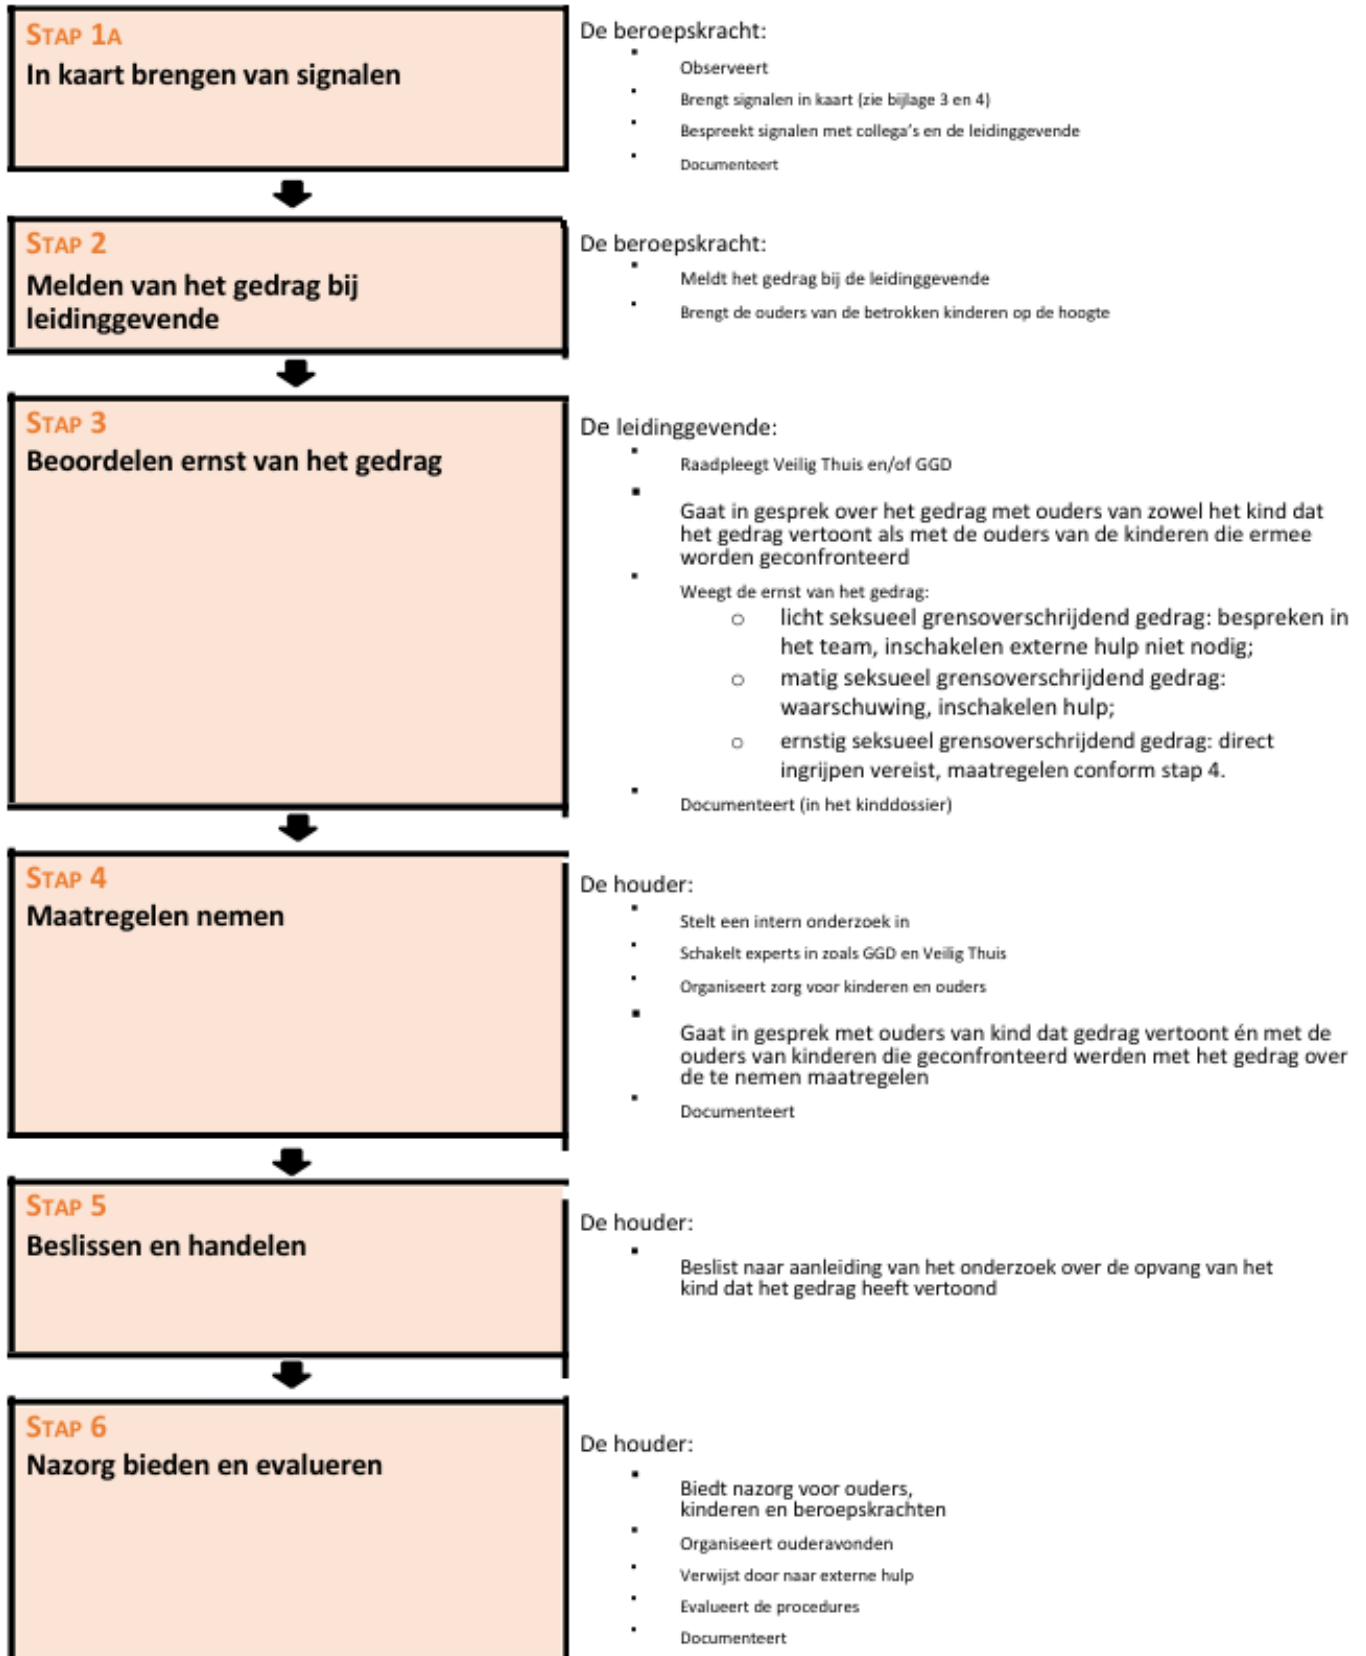 STAP 1A
In kaart brengen van signalen
De beroepskracht:
▪ Observeert
▪ Brengt signalen in kaart (zie bijlage 3 en 4)
▪ Bespreekt signalen met collega's en de leidinggevende
▪ Documenteert
STAP 2
Melden van het gedrag bij
leidinggevende
De beroepskracht:
▪ Meldt het gedrag bij de leidinggevende
▪ Brengt de ouders van de betrokken kinderen op de hoogte
STAP 3
Beoordelen ernst van het gedrag
De leidinggevende:
▪ Raadpleegt Veilig Thuis en/of GGD
▪ Gaat in gesprek over het gedrag met ouders van zowel het kind dat
het gedrag vertoont als met de ouders van de kinderen die ermee
worden geconfronteerd
▪ Weegt de ernst van het gedrag:
o licht seksueel grensoverschrijdend gedrag: bespreken in
het team, inschakelen externe hulp niet nodig;
o matig seksueel grensoverschrijdend gedrag:
waarschuwing, inschakelen hulp;
o ernstig seksueel grensoverschrijdend gedrag: direct
ingrijpen vereist, maatregelen conform stap 4.
▪ Documenteert (in het kinddossier)
STAP 4
Maatregelen nemen
De houder:
▪ Stelt een intern onderzoek in
▪ Schakelt experts in zoals GGD en Veilig Thuis
▪ Organiseert zorg voor kinderen en ouders
▪ Gaat in gesprek met ouders van kind dat gedrag vertoont én met de
ouders van kinderen die geconfronteerd werden met het gedrag over
de te nemen maatregelen
▪ Documenteert
STAP 5
Beslissen en handelen
De houder:
▪ Beslist naar aanleiding van het onderzoek over de opvang van het
kind dat het gedrag heeft vertoond
STAP 6
Nazorg bieden en evalueren
De houder:
▪ Biedt nazorg voor ouders,
kinderen en beroepskrachten
▪ Organiseert ouderavonden
▪ Verwijst door naar externe hulp
▪ Evalueert de procedures
▪ Documenteert